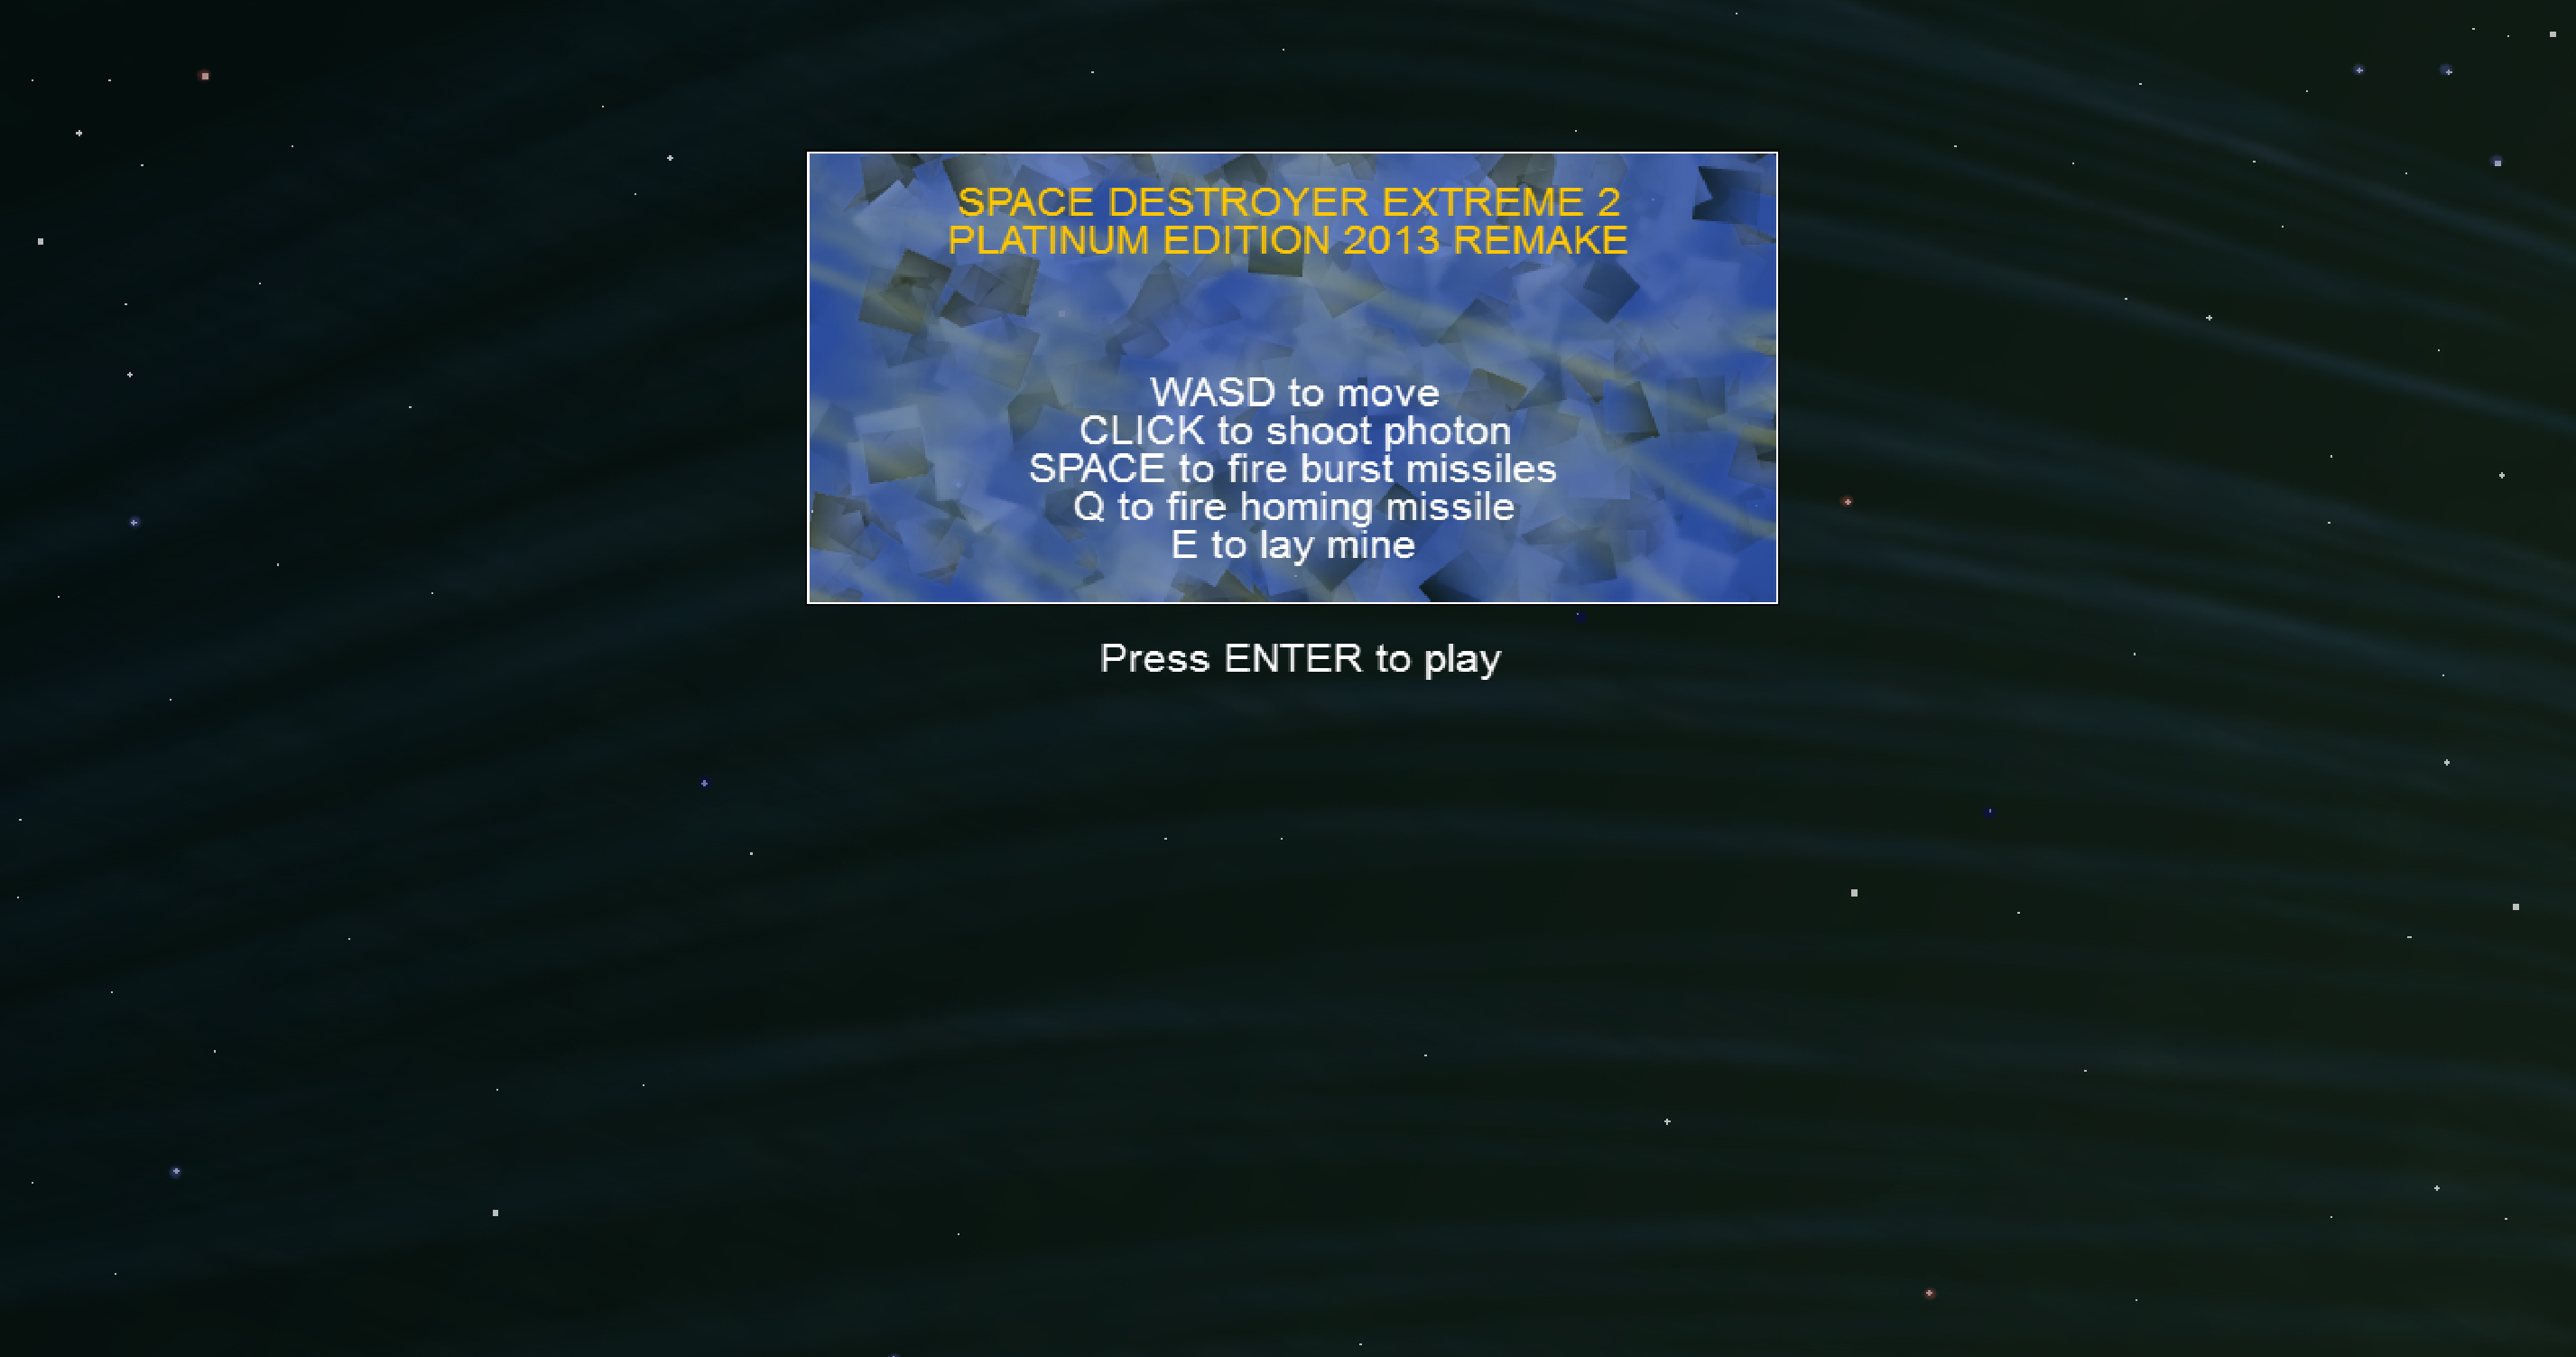 SPACE DESTROYER EXTREME 2
PLATINUM EDITION 2013 REMAKE
WASD to move
CLICK to shoot photon
SPACE to fire burst missiles
Q to fire homing missile
E to lay mine
Press ENTER to play